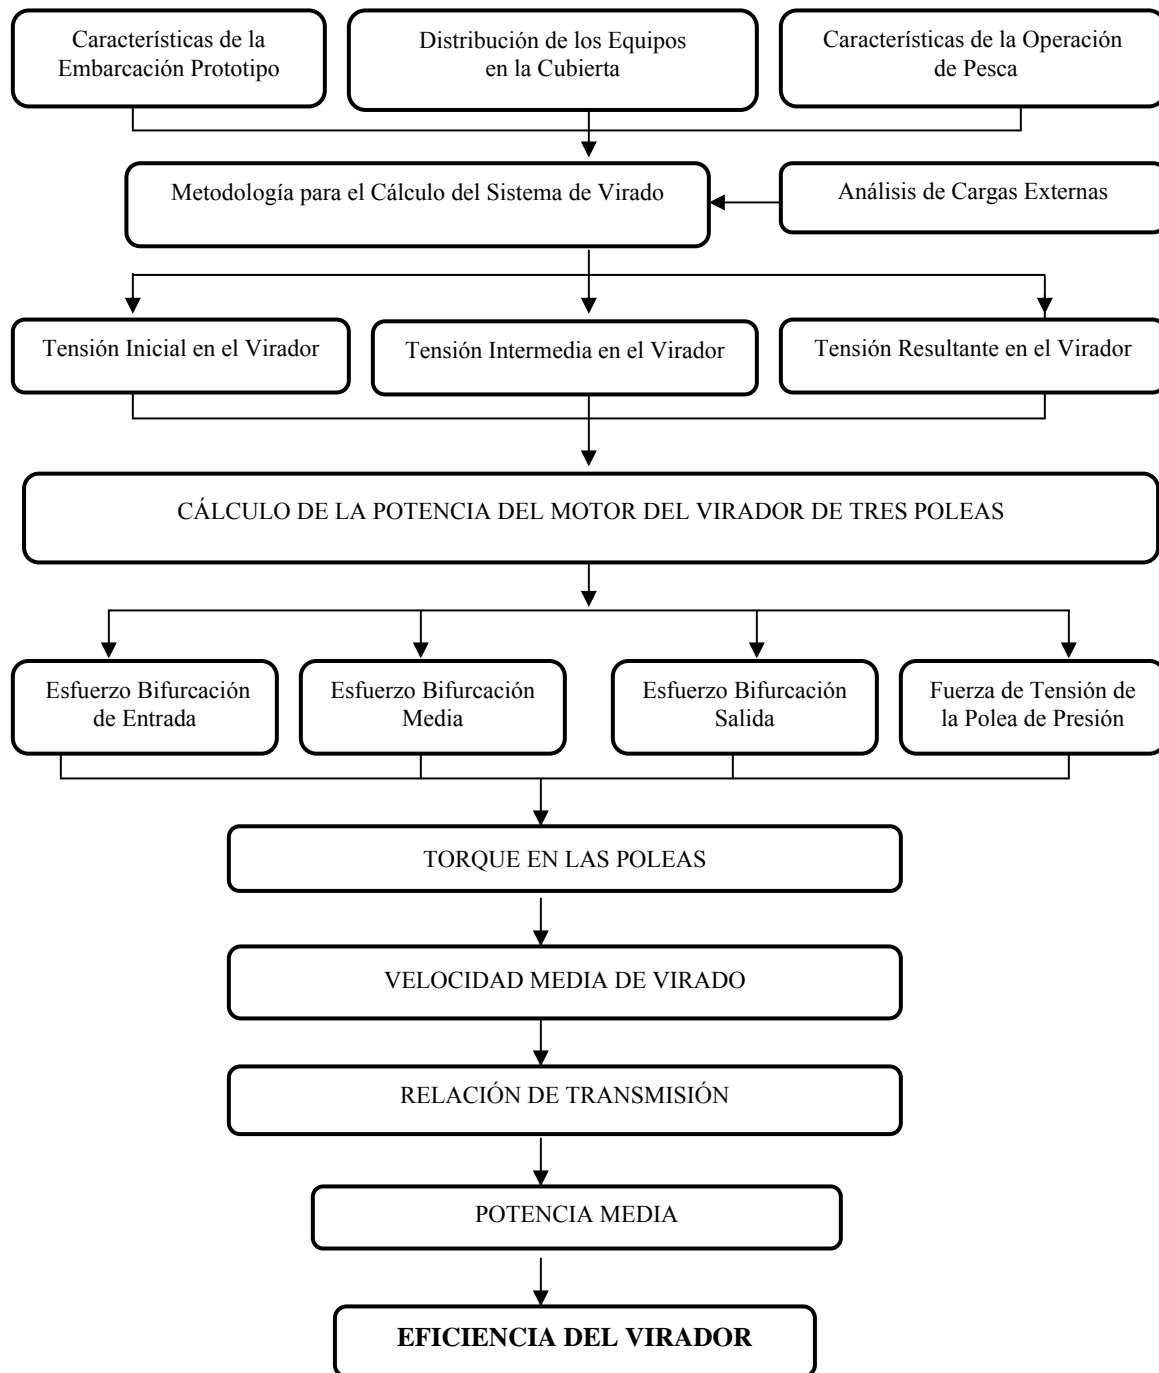 Características de la
Embarcación Prototipo
Distribución de los Equipos
en la Cubierta
Características de la Operación
de Pesca
Metodología para el Cálculo del Sistema de Virado
Análisis de Cargas Externas
Tensión Inicial en el Virador
Tensión Intermedia en el Virador
Tensión Resultante en el Virador
CÁLCULO DE LA POTENCIA DEL MOTOR DEL VIRADOR DE TRES POLEAS
Esfuerzo Bifurcación
de Entrada
Esfuerzo Bifurcación
Media
Esfuerzo Bifurcación
Salida
Fuerza de Tensión de
la Polea de Presión
TORQUE EN LAS POLEAS
VELOCIDAD MEDIA DE VIRADO
RELACIÓN DE TRANSMISIÓN
POTENCIA MEDIA
EFICIENCIA DEL VIRADOR